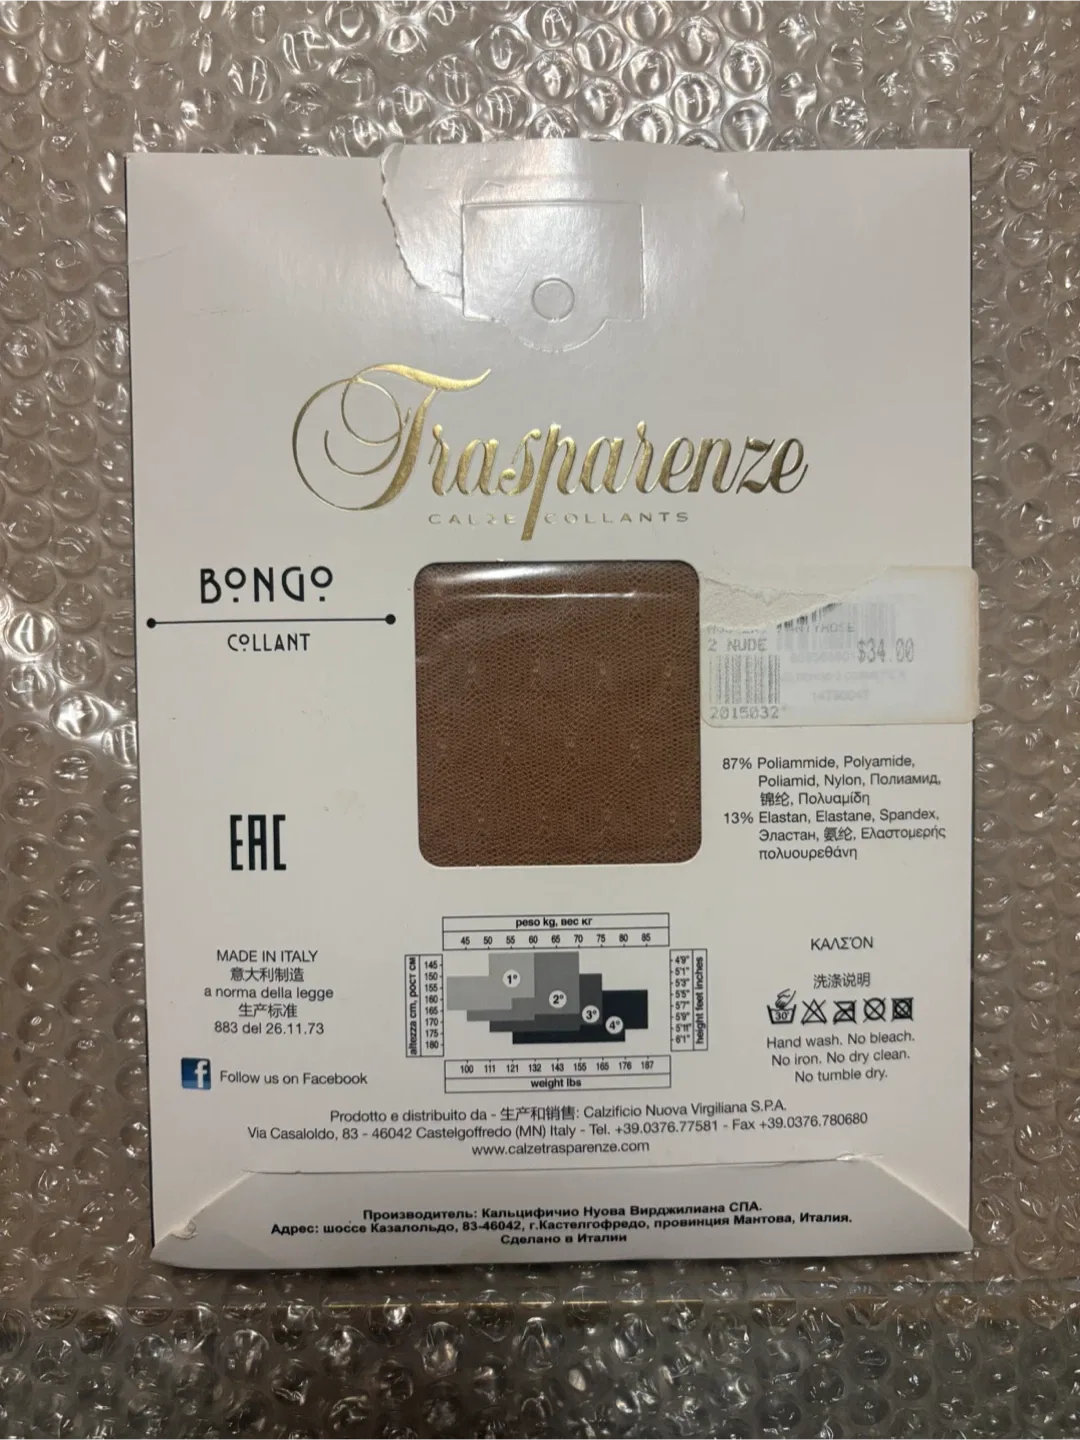 Trasparenze
CALZE COLLANTS
BONGO
COLLANT
PANTYHOSE
2 NUDE
$34.00
2015032
87% Poliammide, Polyamide,
Poliamid, Nylon, Полиамид,
锦纶, Πολυαμίδη
13% Elastan, Elastane, Spandex,
Эластан, 氨纶, Ελαστομερής
πολυουρεθάνη
EAC
MADE IN ITALY
意大利制造
a norma della legge
生产标准
883 del 26.11.73
Follow us on Facebook
peso kg, вес кг
45 50 55 60 65 70 75 80 85
altezza cm, рост см
145
150
155
160
165
170
175
180
1°
2°
3°
4°
4'9"
5'1"
5'3"
5'5"
5'7"
5'9"
5'11"
6'1"
height feet inches
100 111 121 132 143 155 165 176 187
weight lbs
ΚΑΛΣΌΝ
洗涤说明
30°
Hand wash. No bleach.
No iron. No dry clean.
No tumble dry.
Prodotto e distribuito da - 生产和销售: Calzificio Nuova Virgiliana S.P.A.
Via Casaloldo, 83 - 46042 Castelgoffredo (MN) Italy - Tel. +39.0376.77581 - Fax +39.0376.780680
www.calzetrasparenze.com
Производитель: Кальцифичио Нуова Вирджилиана СПА.
Адрес: шоссе Казалольдо, 83-46042, г.Кастелгофредо, провинция Мантова, Италия.
Сделано в Италии